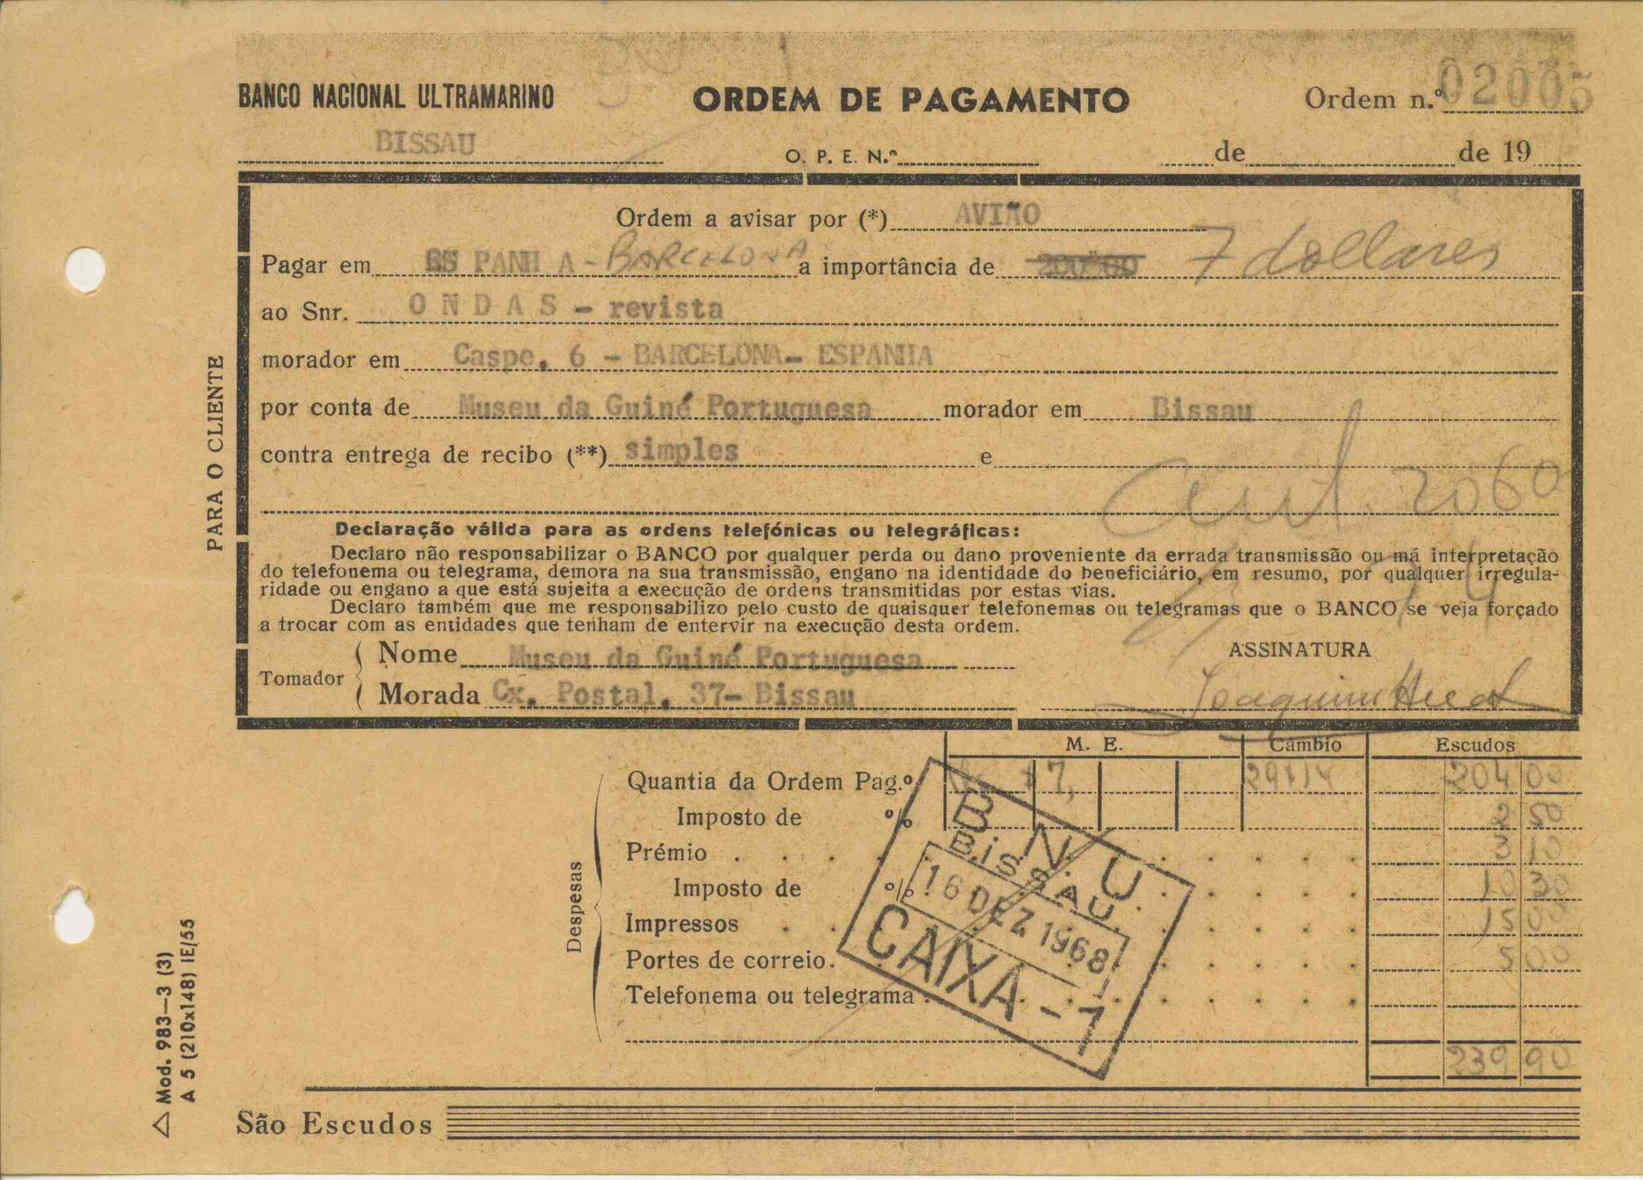 BANCO NACIONAL ULTRAMARINO ORDEM DE PAGAMENTO Ordem n.º 02005
BISSAU O. P. E. N.º de de 19
Ordem a avisar por (*) AVIÃO
Pagar em ESPANHA - BARCELONA a importância de 7 dollares
ao Snr. ONDAS - revista
morador em Caspe, 6 - BARCELONA- ESPANHA
por conta de Museu da Guiné Portuguesa morador em Bissau
contra entrega de recibo (**) simples e
aut. 2060
Declaração válida para as ordens telefónicas ou telegráficas:
Declaro não responsabilizar o BANCO por qualquer perda ou dano proveniente da errada transmissão ou má interpretação
do telefonema ou telegrama, demora na sua transmissão, engano na identidade do beneficiário, em resumo, por qualquer irregula-
ridade ou engano a que está sujeita a execução de ordens transmitidas por estas vias.
Declaro também que me responsabilizo pelo custo de quaisquer telefonemas ou telegramas que o BANCO se veja forçado
a trocar com as entidades que tenham de entervir na execução desta ordem.
ASSINATURA
Tomador
Nome Museu da Guiné Portuguesa
Morada Cx. Postal, 37- Bissau
Joaquim
M. E. Câmbio Escudos
Quantia da Ordem Pag.º $ 7, 29$14 204 00
Imposto de % 2 50
Prémio 3 10
Imposto de % 10 30
Impressos 15 00
Portes de correio. 5 00
Telefonema ou telegrama
239 90
Despesas
B. N. U.
BISSAU
16 DEZ 1968
CAIXA - 1
São Escudos
PARA O CLIENTE
Mod. 983—3 (3)
A 5 (210x148) IE/55